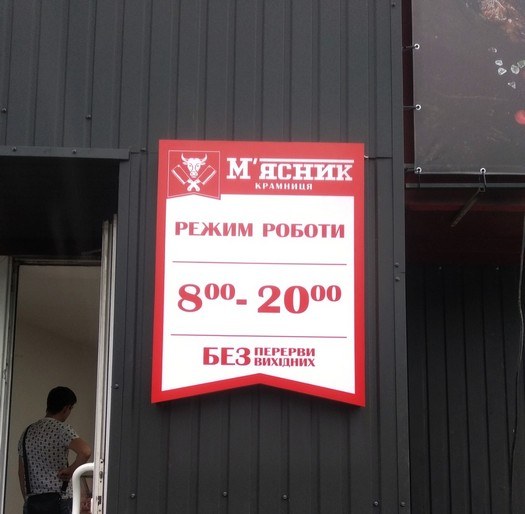 М'ЯСНИК
КРАМНИЦЯ
РЕЖИМ РОБОТИ
8⁰⁰- 20⁰⁰
БЕЗ ПЕРЕРВИ
ВИХІДНИХ